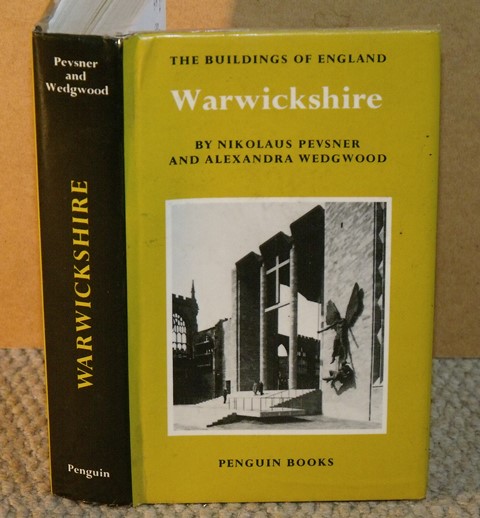 Pevsner
and
Wedgwood
WARWICKSHIRE
Penguin
THE BUILDINGS OF ENGLAND
Warwickshire
BY NIKOLAUS PEVSNER
AND ALEXANDRA WEDGWOOD
PENGUIN BOOKS